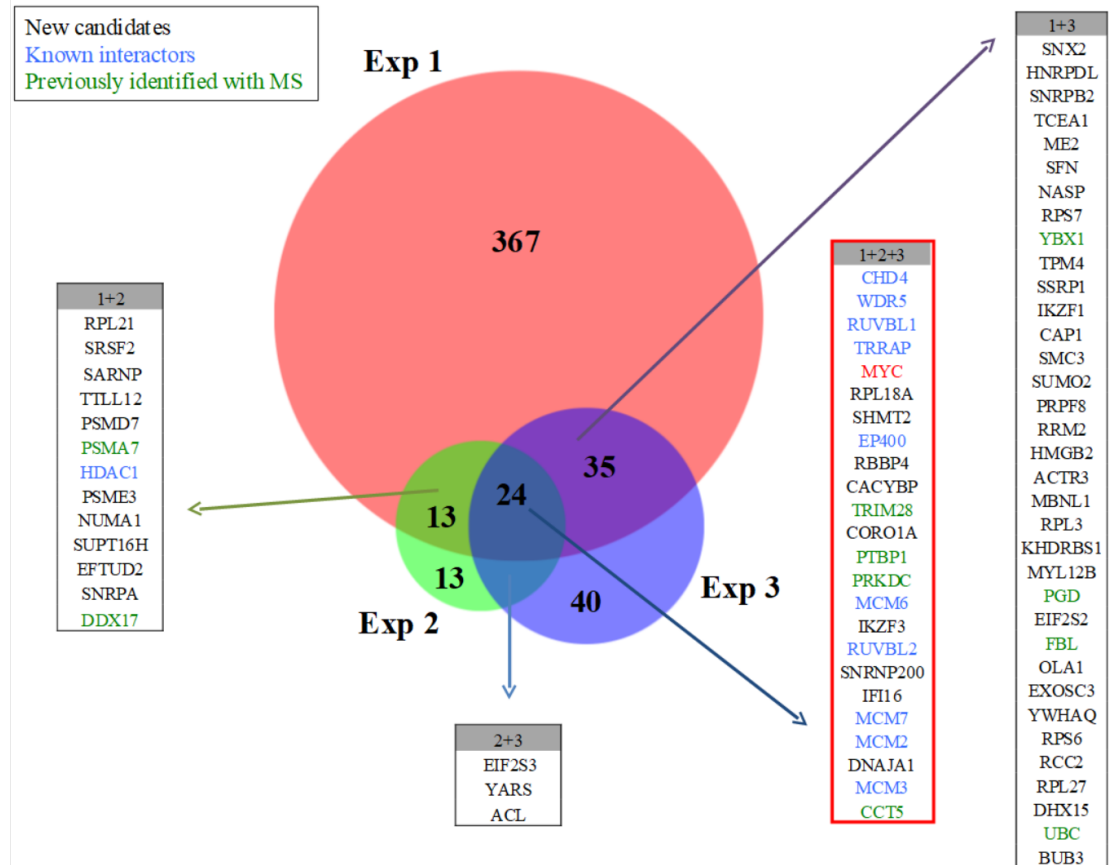 New candidates
Known interactors
Previously identified with MS
Exp 1
367
35
24
13
13
40
Exp 2
Exp 3
1+2
RPL21
SRSF2
SARNP
TTLL12
PSMD7
PSMA7
HDAC1
PSME3
NUMA1
SUPT16H
EFTUD2
SNRPA
DDX17
2+3
EIF2S3
YARS
ACL
1+2+3
CHD4
WDR5
RUVBL1
TRRAP
MYC
RPL18A
SHMT2
EP400
RBBP4
CACYBP
TRIM28
CORO1A
PTBP1
PRKDC
MCM6
IKZF3
RUVBL2
SNRNP200
IFI16
MCM7
MCM2
DNAJA1
MCM3
CCT5
1+3
SNX2
HNRPDL
SNRPB2
TCEA1
ME2
SFN
NASP
RPS7
YBX1
TPM4
SSRP1
IKZF1
CAP1
SMC3
SUMO2
PRPF8
RRM2
HMGB2
ACTR3
MBNL1
RPL3
KHDRBS1
MYL12B
PGD
EIF2S2
FBL
OLA1
EXOSC3
YWHAQ
RPS6
RCC2
RPL27
DHX15
UBC
BUB3